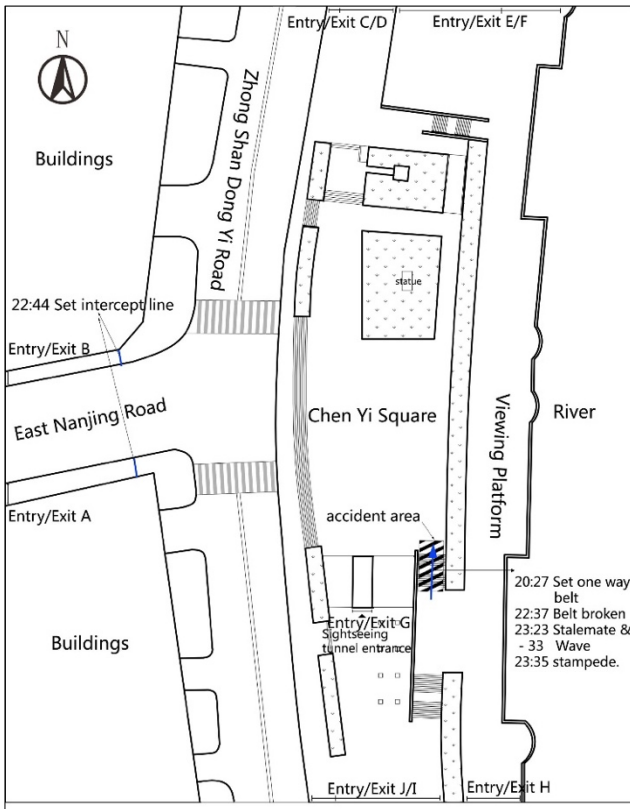 Entry/Exit C/D
Entry/Exit E/F
N
Zhong Shan Dong Yi Road
Buildings
statue
22:44 Set intercept line
Entry/Exit B
East Nanjing Road
Chen Yi Square
Viewing Platform
River
Entry/Exit A
accident area
20:27 Set one way
belt
22:37 Belt broken
23:23 Stalemate &
- 33 Wave
23:35 stampede.
Entry/Exit G
Sightseeing
tunnel entrance
Buildings
Entry/Exit J/I
Entry/Exit H